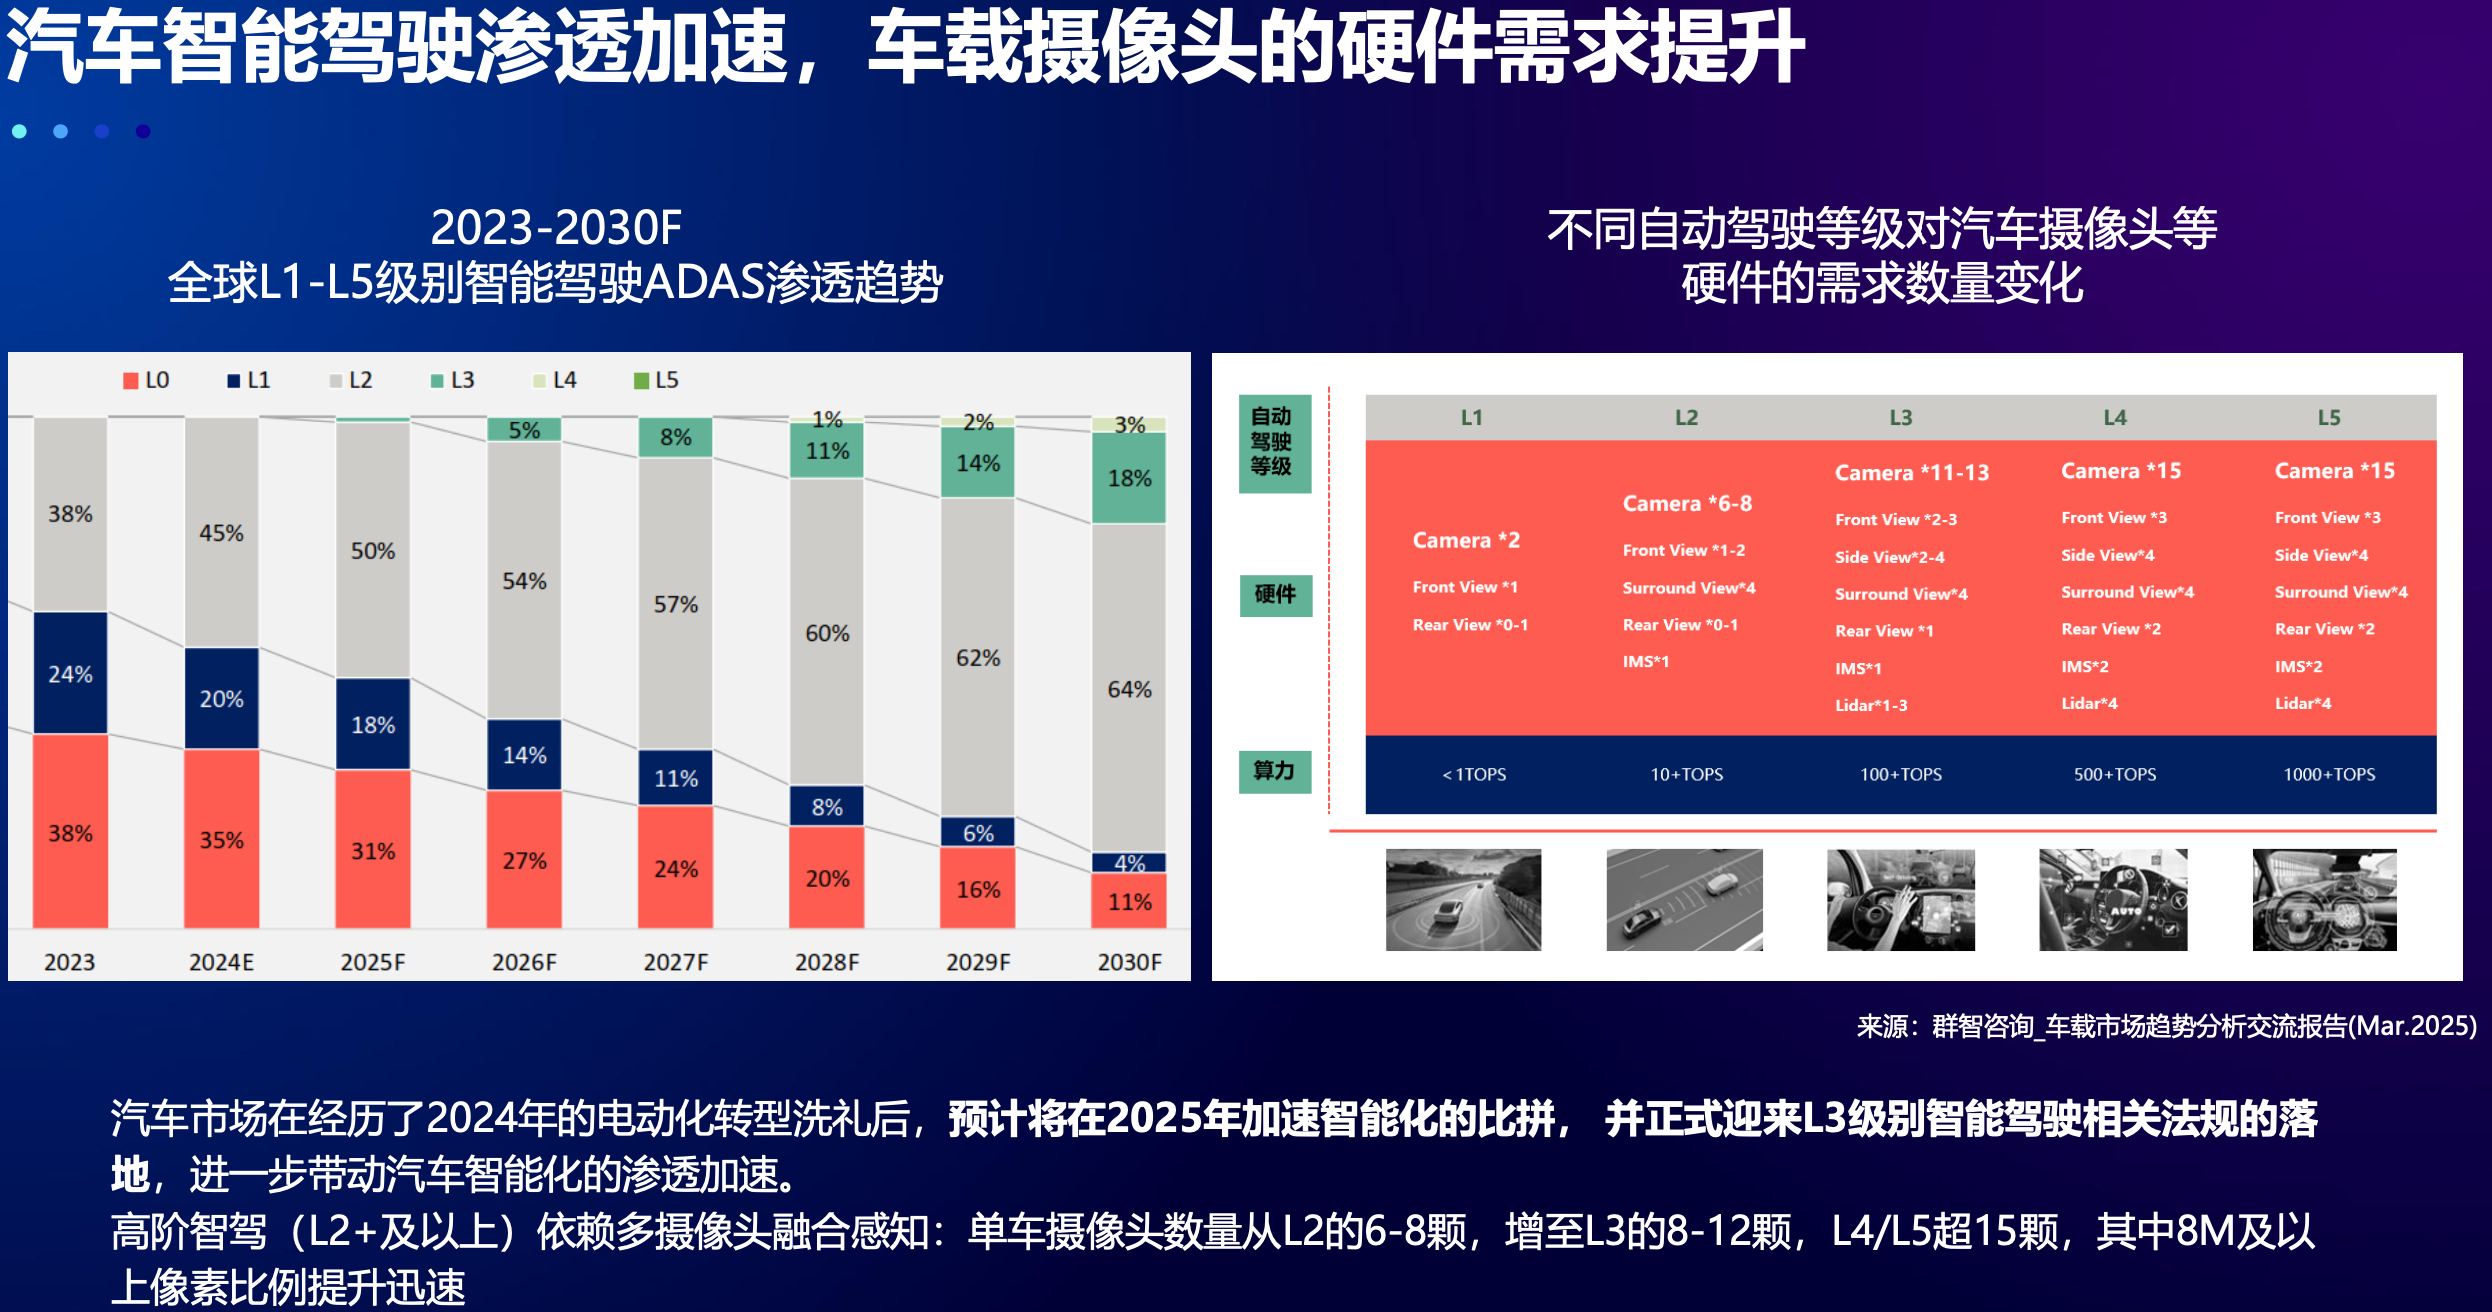 汽车智能驾驶渗透加速，车载摄像头的硬件需求提升
2023-2030F
全球L1-L5级别智能驾驶ADAS渗透趋势
L0 L1 L2 L3 L4 L5
5% 8% 1% 2% 3%
11% 14% 18%
38% 45% 50% 54% 57% 60% 62% 64%
24% 20% 18% 14% 11% 8% 6% 4%
38% 35% 31% 27% 24% 20% 16% 11%
2023 2024E 2025F 2026F 2027F 2028F 2029F 2030F
不同自动驾驶等级对汽车摄像头等
硬件的需求数量变化
自动
驾驶
等级
L1 L2 L3 L4 L5
硬件
Camera *2
Front View *1
Rear View *0-1
Camera *6-8
Front View *1-2
Surround View*4
Rear View *0-1
IMS*1
Camera *11-13
Front View *2-3
Side View*2-4
Surround View*4
Rear View *1
IMS*1
Lidar*1-3
Camera *15
Front View *3
Side View*4
Surround View*4
Rear View *2
IMS*2
Lidar*4
Camera *15
Front View *3
Side View*4
Surround View*4
Rear View *2
IMS*2
Lidar*4
算力
<1TOPS 10+TOPS 100+TOPS 500+TOPS 1000+TOPS
AUTO
来源：群智咨询_车载市场趋势分析交流报告(Mar.2025)
汽车市场在经历了2024年的电动化转型洗礼后，预计将在2025年加速智能化的比拼， 并正式迎来L3级别智能驾驶相关法规的落
地，进一步带动汽车智能化的渗透加速。
高阶智驾（L2+及以上）依赖多摄像头融合感知：单车摄像头数量从L2的6-8颗，增至L3的8-12颗，L4/L5超15颗，其中8M及以
上像素比例提升迅速